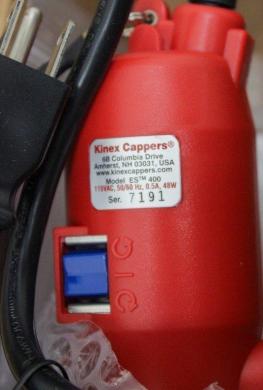 Kinex Cappers®
6B Columbia Drive
Amherst, NH 03031, USA
www.kinexcappers.com
Model ES™ 400
110VAC, 50/60 Hz, 0.5A, 48W
Ser. 7191